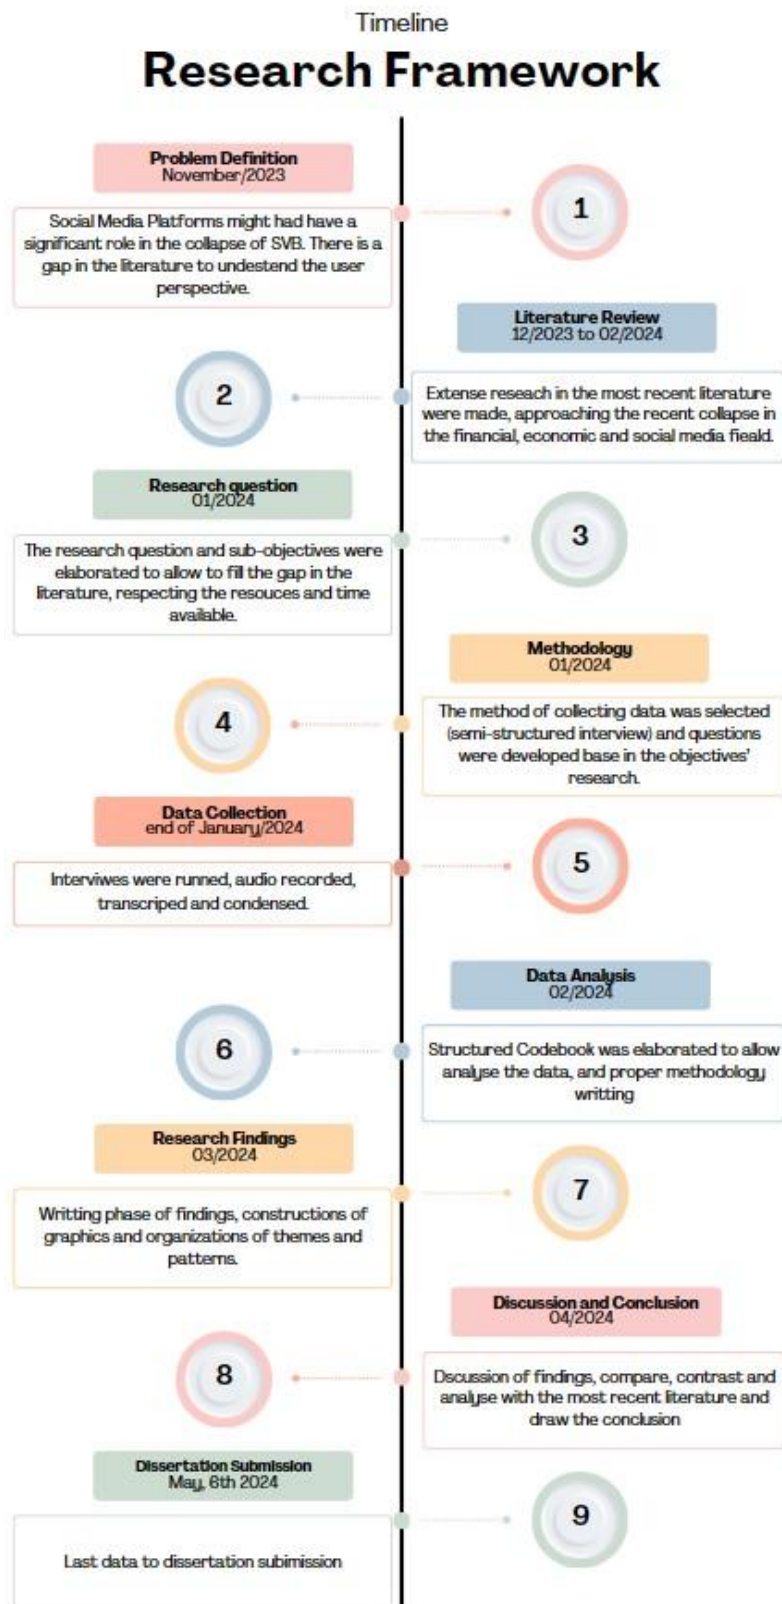 Timeline
Research Framework
Problem Definition
November/2023
1
Social Media Platforms might had have a
significant role in the collapse of SVB. There is a
gap in the literature to undestend the user
perspective.
Literature Review
12/2023 to 02/2024
2
Extense reseach in the most recent literature
were made, approaching the recent collapse in
the financial, economic and social media fieald.
Research question
01/2024
3
The research question and sub-objectives were
elaborated to allow to fill the gap in the
literature, respecting the resouces and time
available.
Methodology
01/2024
4
The method of collecting data was selected
(semi-structured interview) and questions
were developed base in the objectives'
research.
Data Collection
end of January/2024
5
Interviwes were runned, audio recorded,
transcriped and condensed.
Data Analysis
02/2024
6
Structured Codebook was elaborated to allow
analyse the data, and proper methodology
writting
Research Findings
03/2024
7
Writting phase of findings, constructions of
graphics and organizations of themes and
patterns.
Discussion and Conclusion
04/2024
8
Dscussion of findings, compare, contrast and
analyse with the most recent literature and
draw the conclusion
Dissertation Submission
May, 6th 2024
9
Last data to dissertation subimission